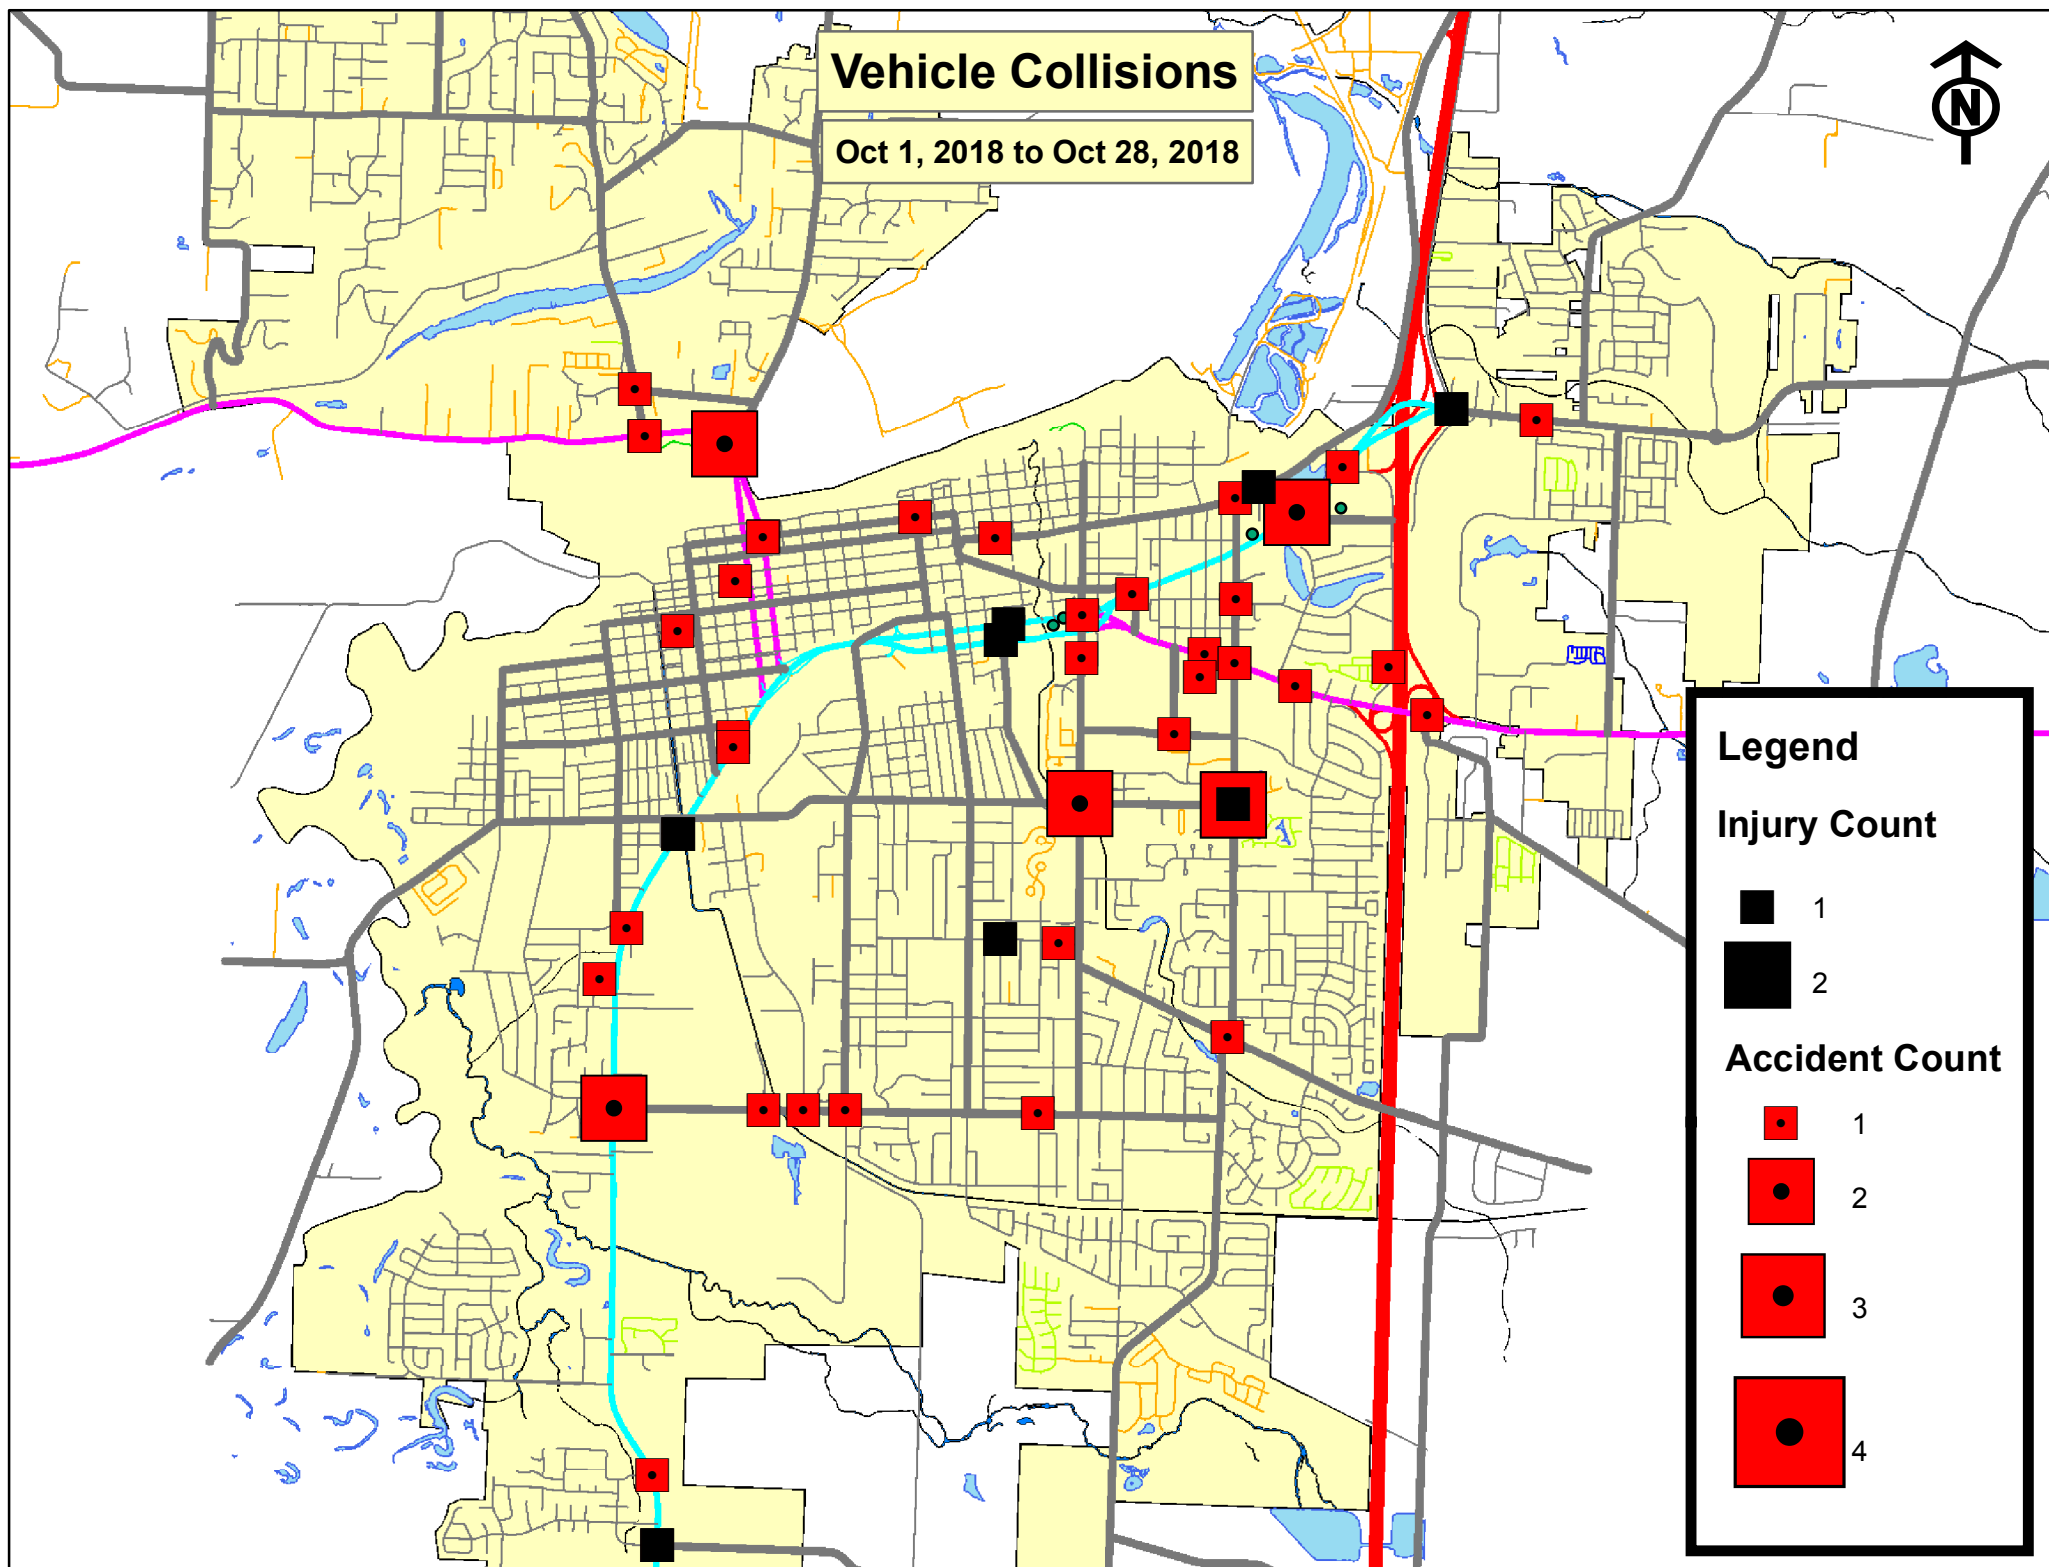 Vehicle Collisions
Oct 1, 2018 to Oct 28, 2018
N
Legend
Injury Count
1
2
Accident Count
1
2
3
4